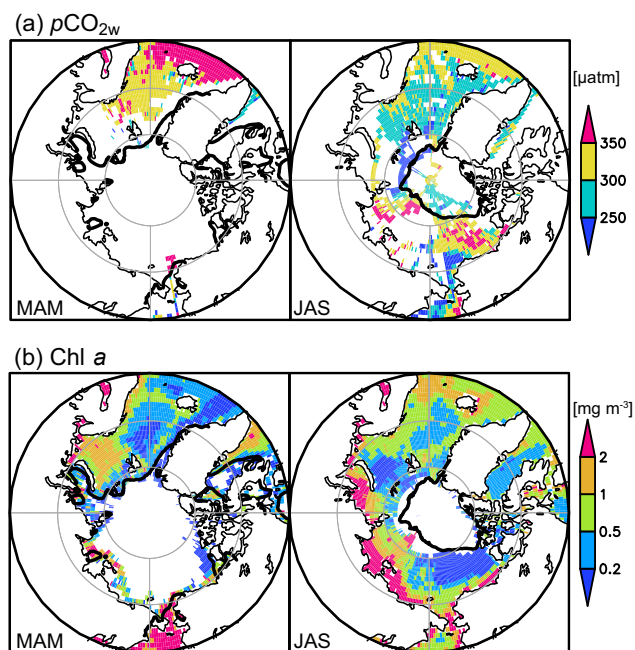 (a) pCO2w
[µatm]
350
300
250
MAM
JAS
(b) Chl a
[mg m-3]
2
1
0.5
0.2
MAM
JAS